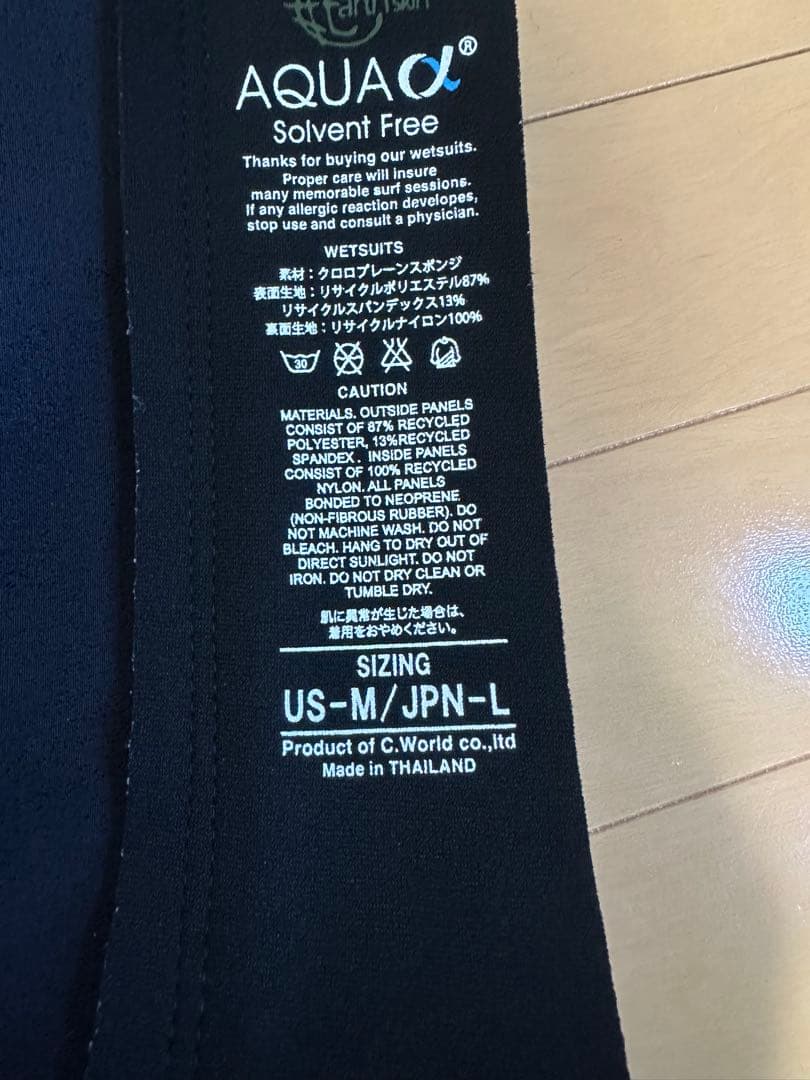 Earth skin
AQUA α®
Solvent Free
Thanks for buying our wetsuits.
Proper care will insure
many memorable surf sessions.
If any allergic reaction developes,
stop use and consult a physician.
WETSUITS
素材：クロロプレーンスポンジ
表面生地：リサイクルポリエステル87%
リサイクルスパンデックス13%
裏面生地：リサイクルナイロン100%
30
CAUTION
MATERIALS. OUTSIDE PANELS
CONSIST OF 87% RECYCLED
POLYESTER, 13%RECYCLED
SPANDEX. INSIDE PANELS
CONSIST OF 100% RECYCLED
NYLON. ALL PANELS
BONDED TO NEOPRENE
(NON-FIBROUS RUBBER). DO
NOT MACHINE WASH. DO NOT
BLEACH. HANG TO DRY OUT OF
DIRECT SUNLIGHT. DO NOT
IRON. DO NOT DRY CLEAN OR
TUMBLE DRY.
肌に異常が生じた場合は、
着用をおやめください。
SIZING
US-M/JPN-L
Product of C.World co.,ltd
Made in THAILAND